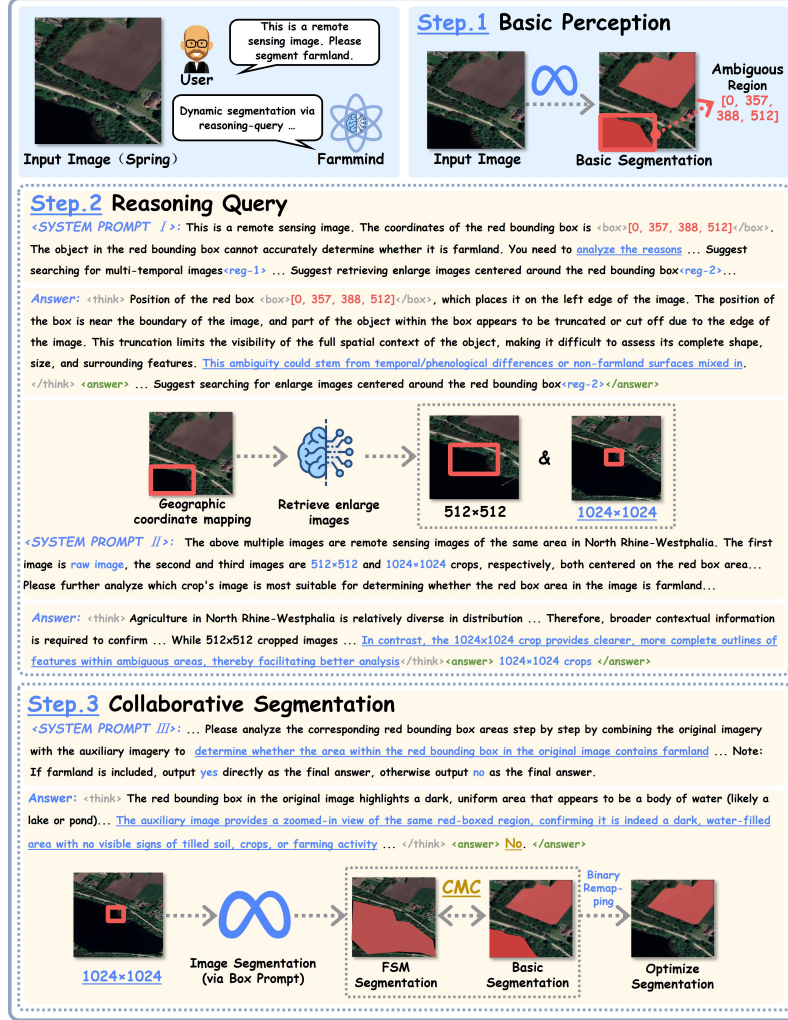 This is a remote
sensing image. Please
segment farmland.
User
Dynamic segmentation via
reasoning-query ...
Input Image（Spring）
Farmmind
Step.1 Basic Perception
Ambiguous
Region
[0, 357,
388, 512]
Input Image
Basic Segmentation
Step.2 Reasoning Query
<SYSTEM PROMPT Ⅰ>: This is a remote sensing image. The coordinates of the red bounding box is <box>[0, 357, 388, 512]</box>.
The object in the red bounding box cannot accurately determine whether it is farmland. You need to analyze the reasons ... Suggest
searching for multi-temporal images<reg-1> ... Suggest retrieving enlarge images centered around the red bounding box<reg-2>...
Answer: <think> Position of the red box <box>[0, 357, 388, 512]</box>, which places it on the left edge of the image. The position of
the box is near the boundary of the image, and part of the object within the box appears to be truncated or cut off due to the edge of
the image. This truncation limits the visibility of the full spatial context of the object, making it difficult to assess its complete shape,
size, and surrounding features. This ambiguity could stem from temporal/phenological differences or non-farmland surfaces mixed in.
</think> <answer> ... Suggest searching for enlarge images centered around the red bounding box<reg-2></answer>
Geographic
coordinate mapping
Retrieve enlarge
images
512×512
&
1024×1024
<SYSTEM PROMPT Ⅱ>: The above multiple images are remote sensing images of the same area in North Rhine-Westphalia. The first
image is raw image, the second and third images are 512×512 and 1024×1024 crops, respectively, both centered on the red box area...
Please further analyze which crop's image is most suitable for determining whether the red box area in the image is farmland...
Answer: <think> Agriculture in North Rhine-Westphalia is relatively diverse in distribution ... Therefore, broader contextual information
is required to confirm ... While 512x512 cropped images ... In contrast, the 1024x1024 crop provides clearer, more complete outlines of
features within ambiguous areas, thereby facilitating better analysis</think><answer> 1024×1024 crops </answer>
Step.3 Collaborative Segmentation
<SYSTEM PROMPT Ⅲ>: ... Please analyze the corresponding red bounding box areas step by step by combining the original imagery
with the auxiliary imagery to determine whether the area within the red bounding box in the original image contains farmland ... Note:
If farmland is included, output yes directly as the final answer, otherwise output no as the final answer.
Answer: <think> The red bounding box in the original image highlights a dark, uniform area that appears to be a body of water (likely a
lake or pond)... The auxiliary image provides a zoomed-in view of the same red-boxed region, confirming it is indeed a dark, water-filled
area with no visible signs of tilled soil, crops, or farming activity ... </think> <answer> No. </answer>
1024×1024
Image Segmentation
(via Box Prompt)
FSM
Segmentation
CMC
Basic
Segmentation
Binary
Remap-
ping
Optimize
Segmentation